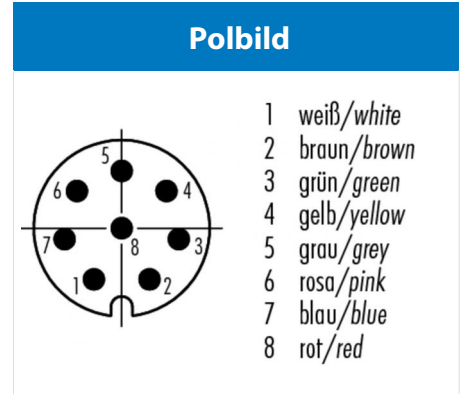 Polbild
5
6
4
7
8
3
1
2
1 weiß/white
2 braun/brown
3 grün/green
4 gelb/yellow
5 grau/grey
6 rosa/pink
7 blau/blue
8 rot/red